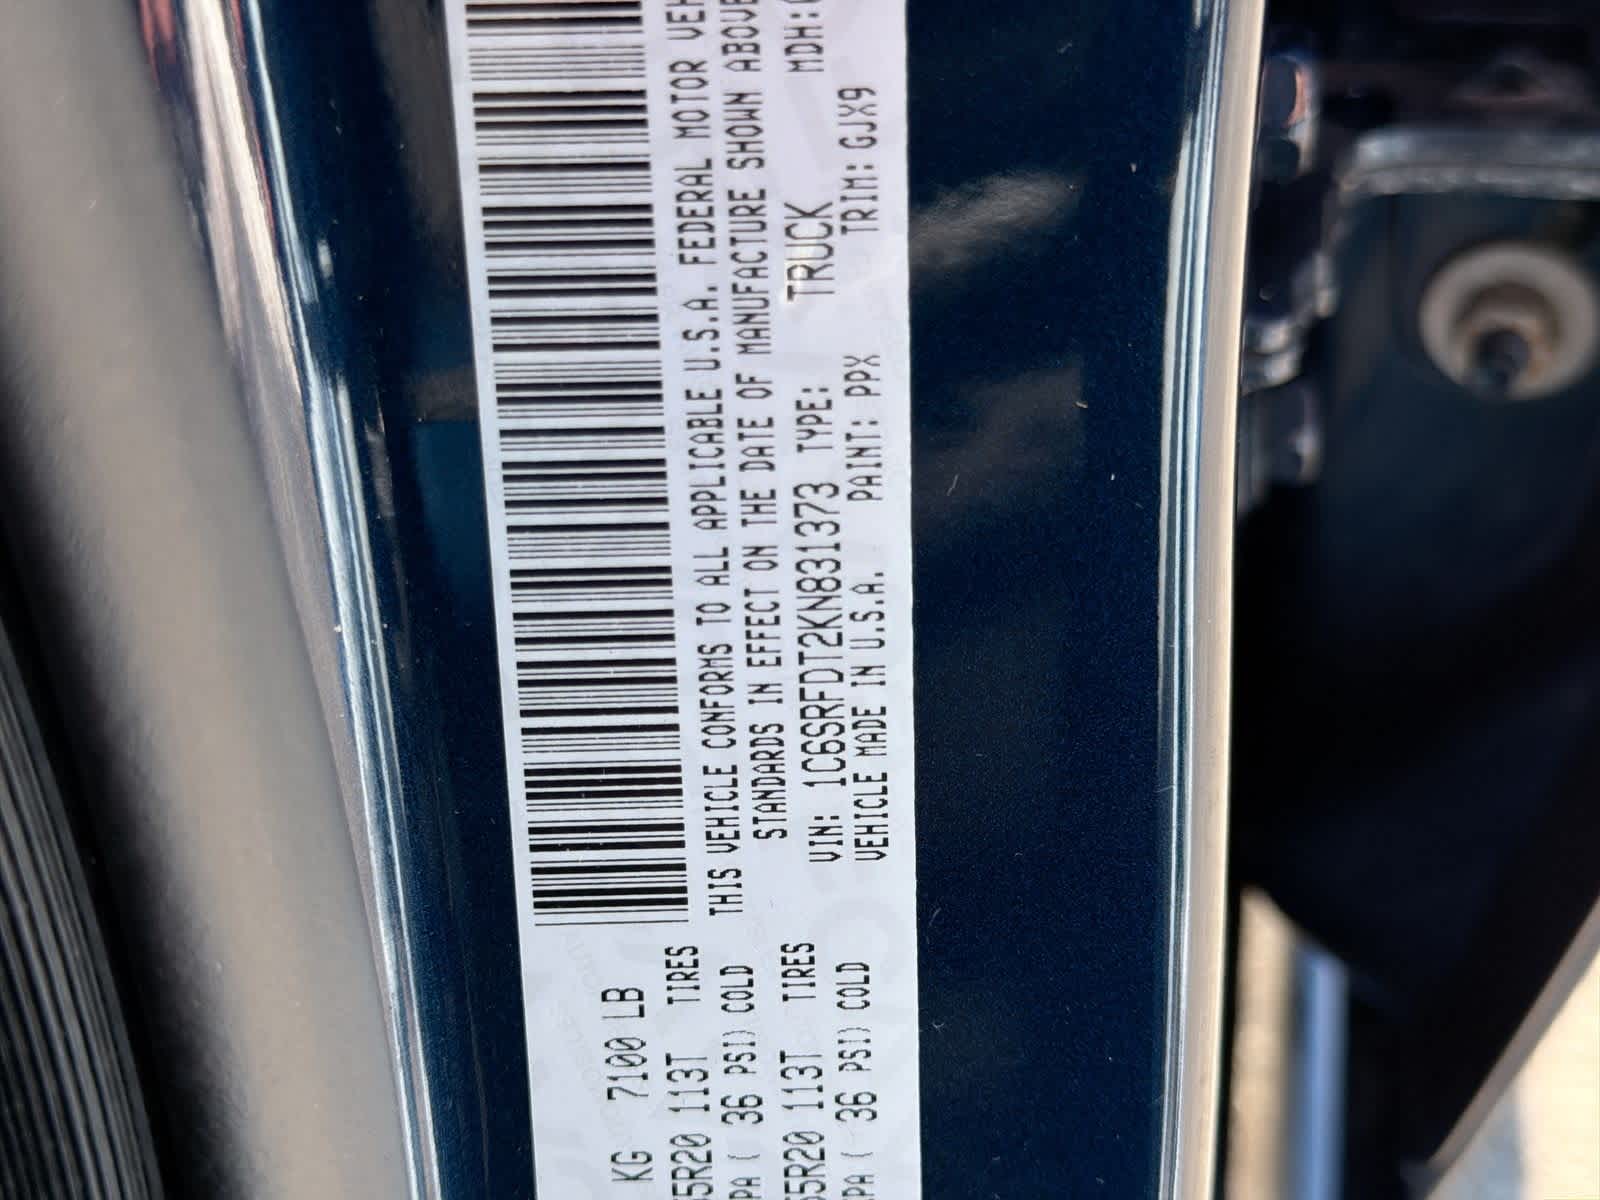 KG 7100 LB
5R20 113T TIRES
PA ( 36 PSI) COLD
55R20 113T TIRES
PA ( 36 PSI) COLD
THIS VEHICLE CONFORMS TO ALL APPLICABLE U.S.A. FEDERAL MOTOR VEH
STANDARDS IN EFFECT ON THE DATE OF MANUFACTURE SHOWN ABOVE
VIN: 1C6SRFDT2KN831373 TYPE: TRUCK MDH:
VEHICLE MADE IN U.S.A. PAINT: PPX TRIM: GJX9